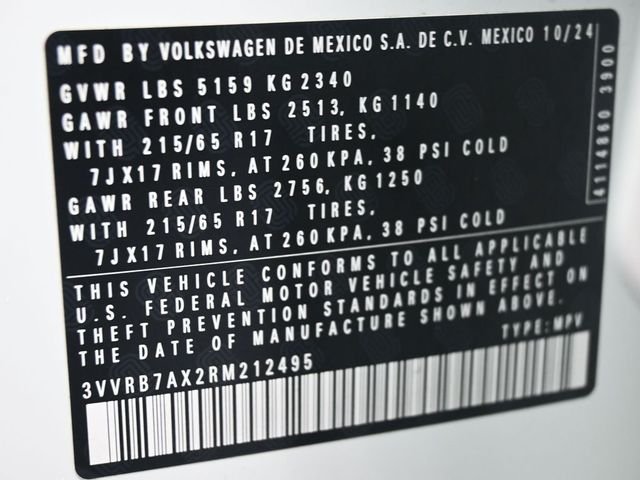 MFD BY VOLKSWAGEN DE MEXICO S.A. DE C.V. MEXICO 10/24
GVWR LBS 5159 KG 2340
GAWR FRONT LBS 2513, KG 1140
WITH 215/65 R17 TIRES,
7JX17 RIMS, AT 260 KPA, 38 PSI COLD
GAWR REAR LBS 2756, KG 1250
WITH 215/65 R17 TIRES,
7JX17 RIMS, AT 260 KPA, 38 PSI COLD
4114860 3900
THIS VEHICLE CONFORMS TO ALL APPLICABLE
U.S. FEDERAL MOTOR VEHICLE SAFETY AND
THEFT PREVENTION STANDARDS IN EFFECT ON
THE DATE OF MANUFACTURE SHOWN ABOVE.
TYPE: MPV
3VVRB7AX2RM212495